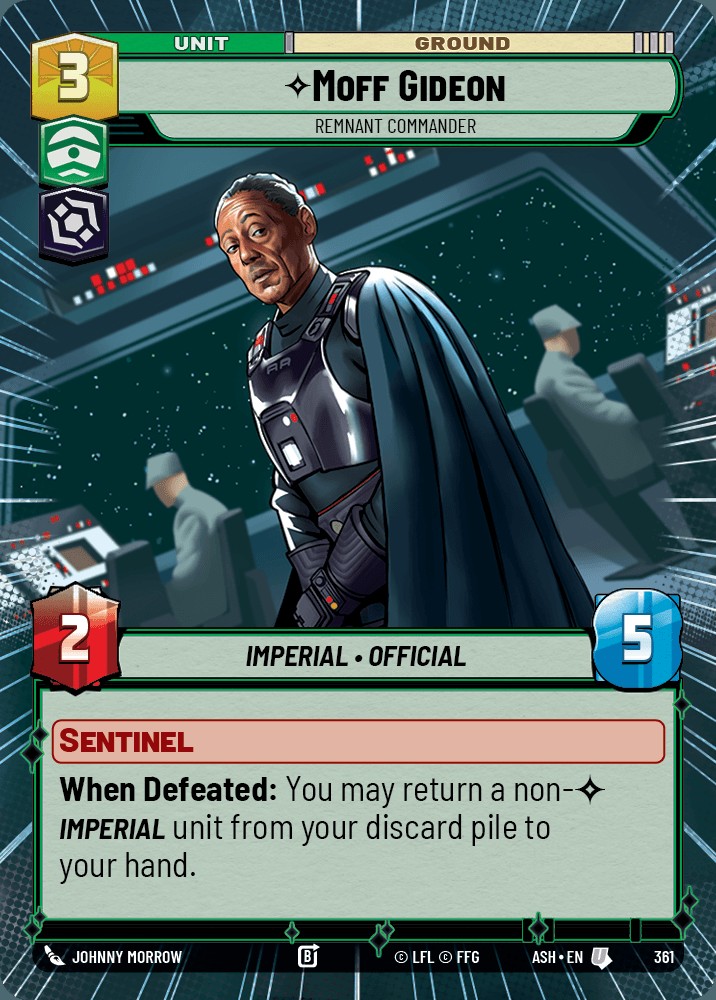 UNIT
GROUND
3
✧MOFF GIDEON
REMNANT COMMANDER
2
IMPERIAL • OFFICIAL
5
SENTINEL
When Defeated: You may return a non-✧
IMPERIAL unit from your discard pile to
your hand.
JOHNNY MORROW
B
© LFL © FFG
ASH • EN
U
361